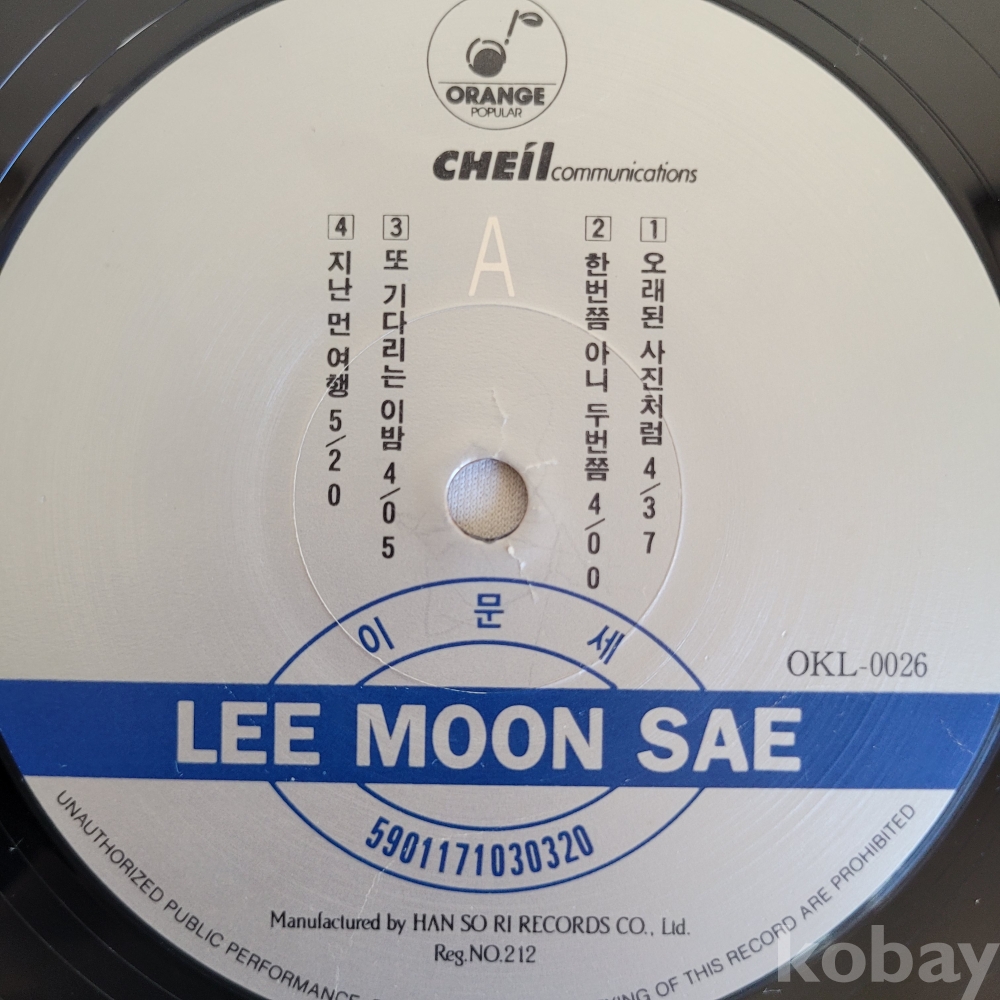 ORANGE
POPULAR
CHEil communications
A
1 오래된 사진처럼 4/37
2 한번쯤 아니 두번쯤 4/00
3 또 기다리는 이밤 4/05
4 지난 먼 여행 5/20
이 문 세
OKL-0026
LEE MOON SAE
5901171030320
Manufactured by HAN SO RI RECORDS CO., Ltd.
Reg.NO.212
UNAUTHORIZED PUBLIC PERFORMANCE
OF THIS RECORD ARE PROHIBITED
kobay